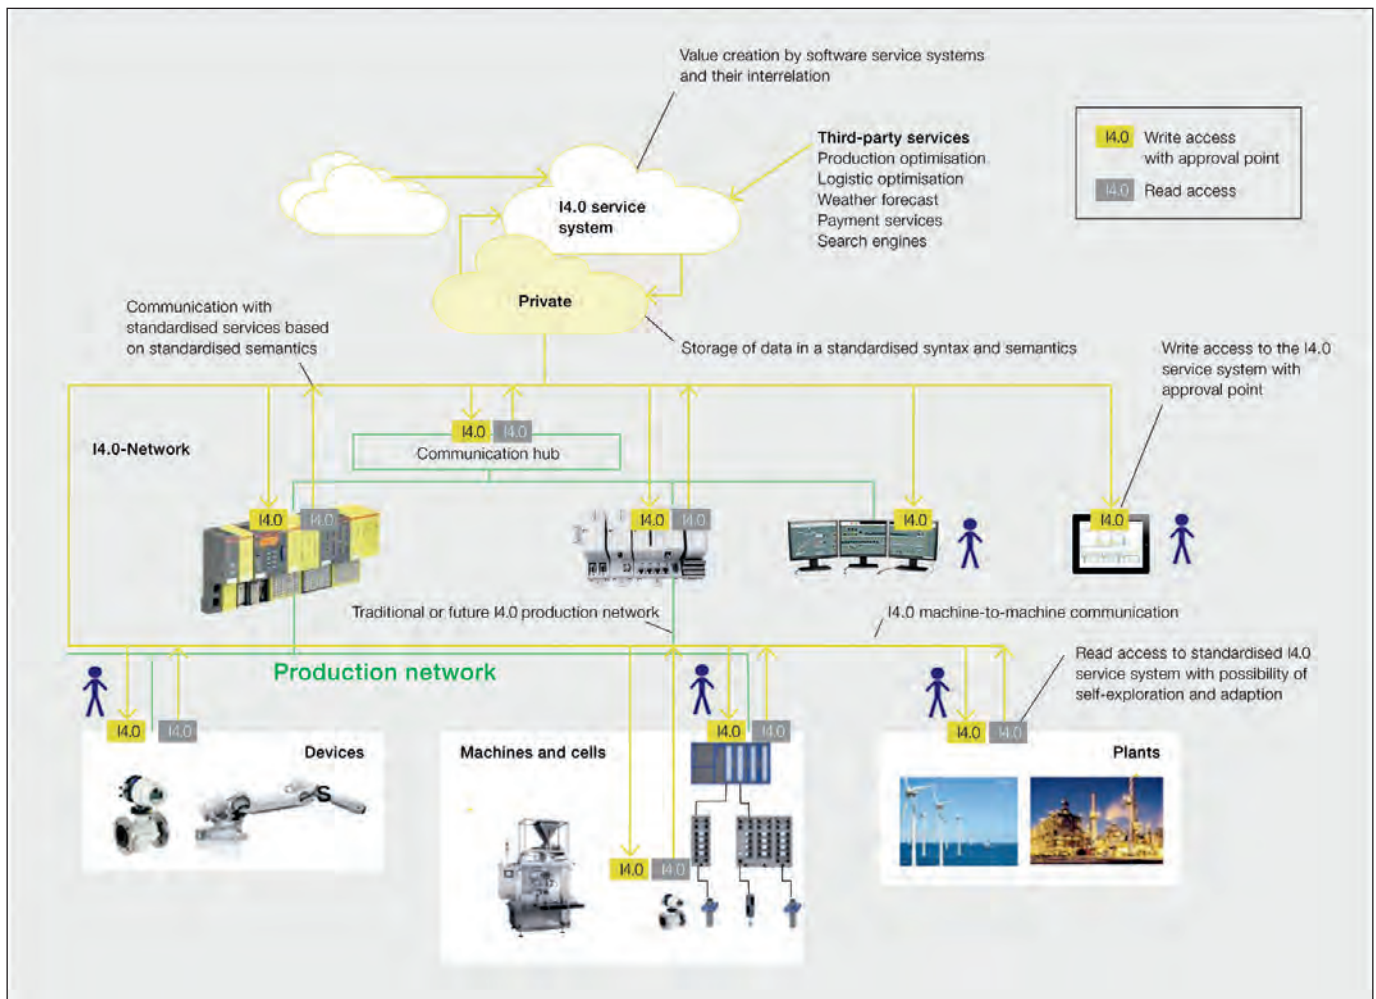 Value creation by software service systems
and their interrelation
Third-party services
Production optimisation
Logistic optimisation
Weather forecast
Payment services
Search engines
I4.0 Write access
with approval point
I4.0 Read access
I4.0 service
system
Private
Communication with
standardised services based
on standardised semantics
Storage of data in a standardised syntax and semantics
Write access to the I4.0
service system with
approval point
I4.0-Network
I4.0 I4.0
Communication hub
I4.0 I4.0
I4.0 I4.0
I4.0
I4.0
Traditional or future I4.0 production network
I4.0 machine-to-machine communication
Production network
Read access to standardised I4.0
service system with possibility of
self-exploration and adaption
I4.0 I4.0
I4.0 I4.0
I4.0 I4.0
Devices
Machines and cells
Plants
S
I4.0 I4.0